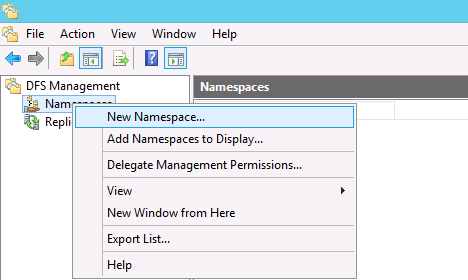 File Action View Window Help
DFS Management
Namespaces
Namespaces
Repli
New Namespace...
Add Namespaces to Display...
Delegate Management Permissions...
View
New Window from Here
Export List...
Help